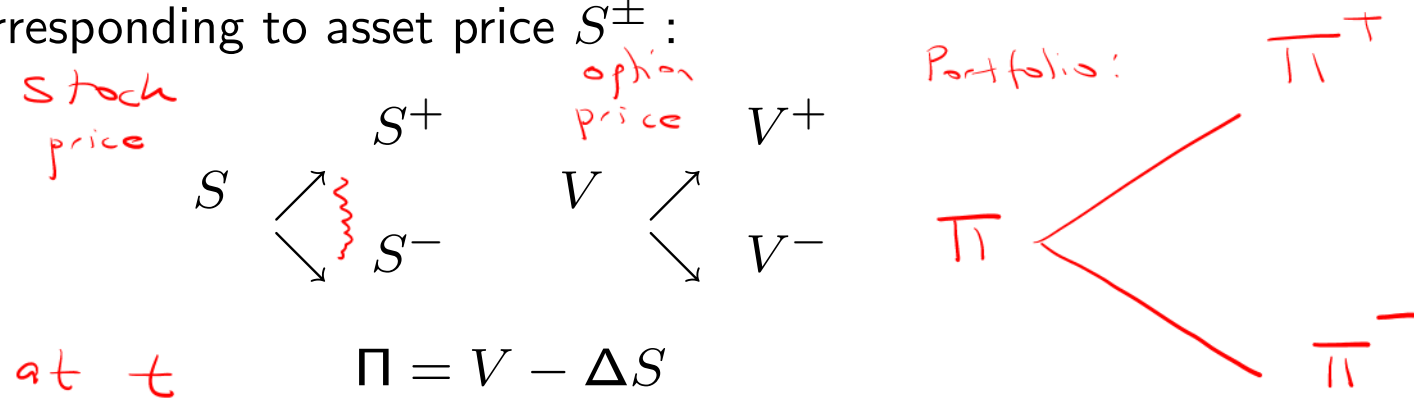 rresponding to asset price S± :
stock price
option price
Portfolio:
Π+
S+
V+
S
V
Π
S−
V−
Π−
at t
Π = V − ΔS